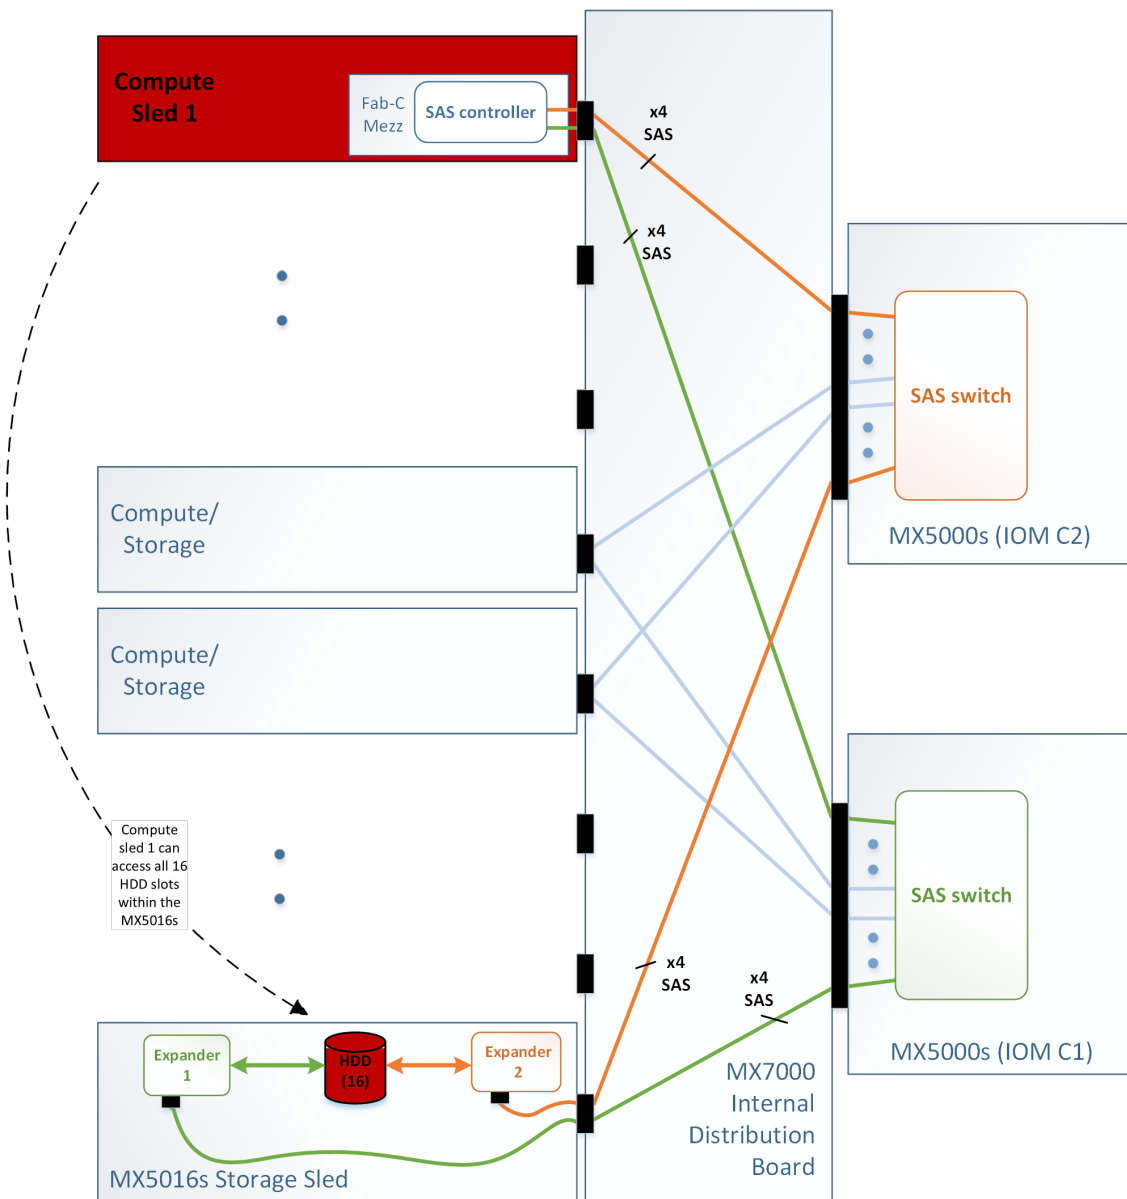 Compute
Sled 1
Fab-C
Mezz
SAS controller
x4
SAS
x4
SAS
SAS switch
MX5000s (IOM C2)
Compute/
Storage
Compute/
Storage
Compute
sled 1 can
access all 16
HDD slots
within the
MX5016s
SAS switch
MX5000s (IOM C1)
x4
SAS
x4
SAS
Expander
1
HDD
(16)
Expander
2
MX5016s Storage Sled
MX7000
Internal
Distribution
Board